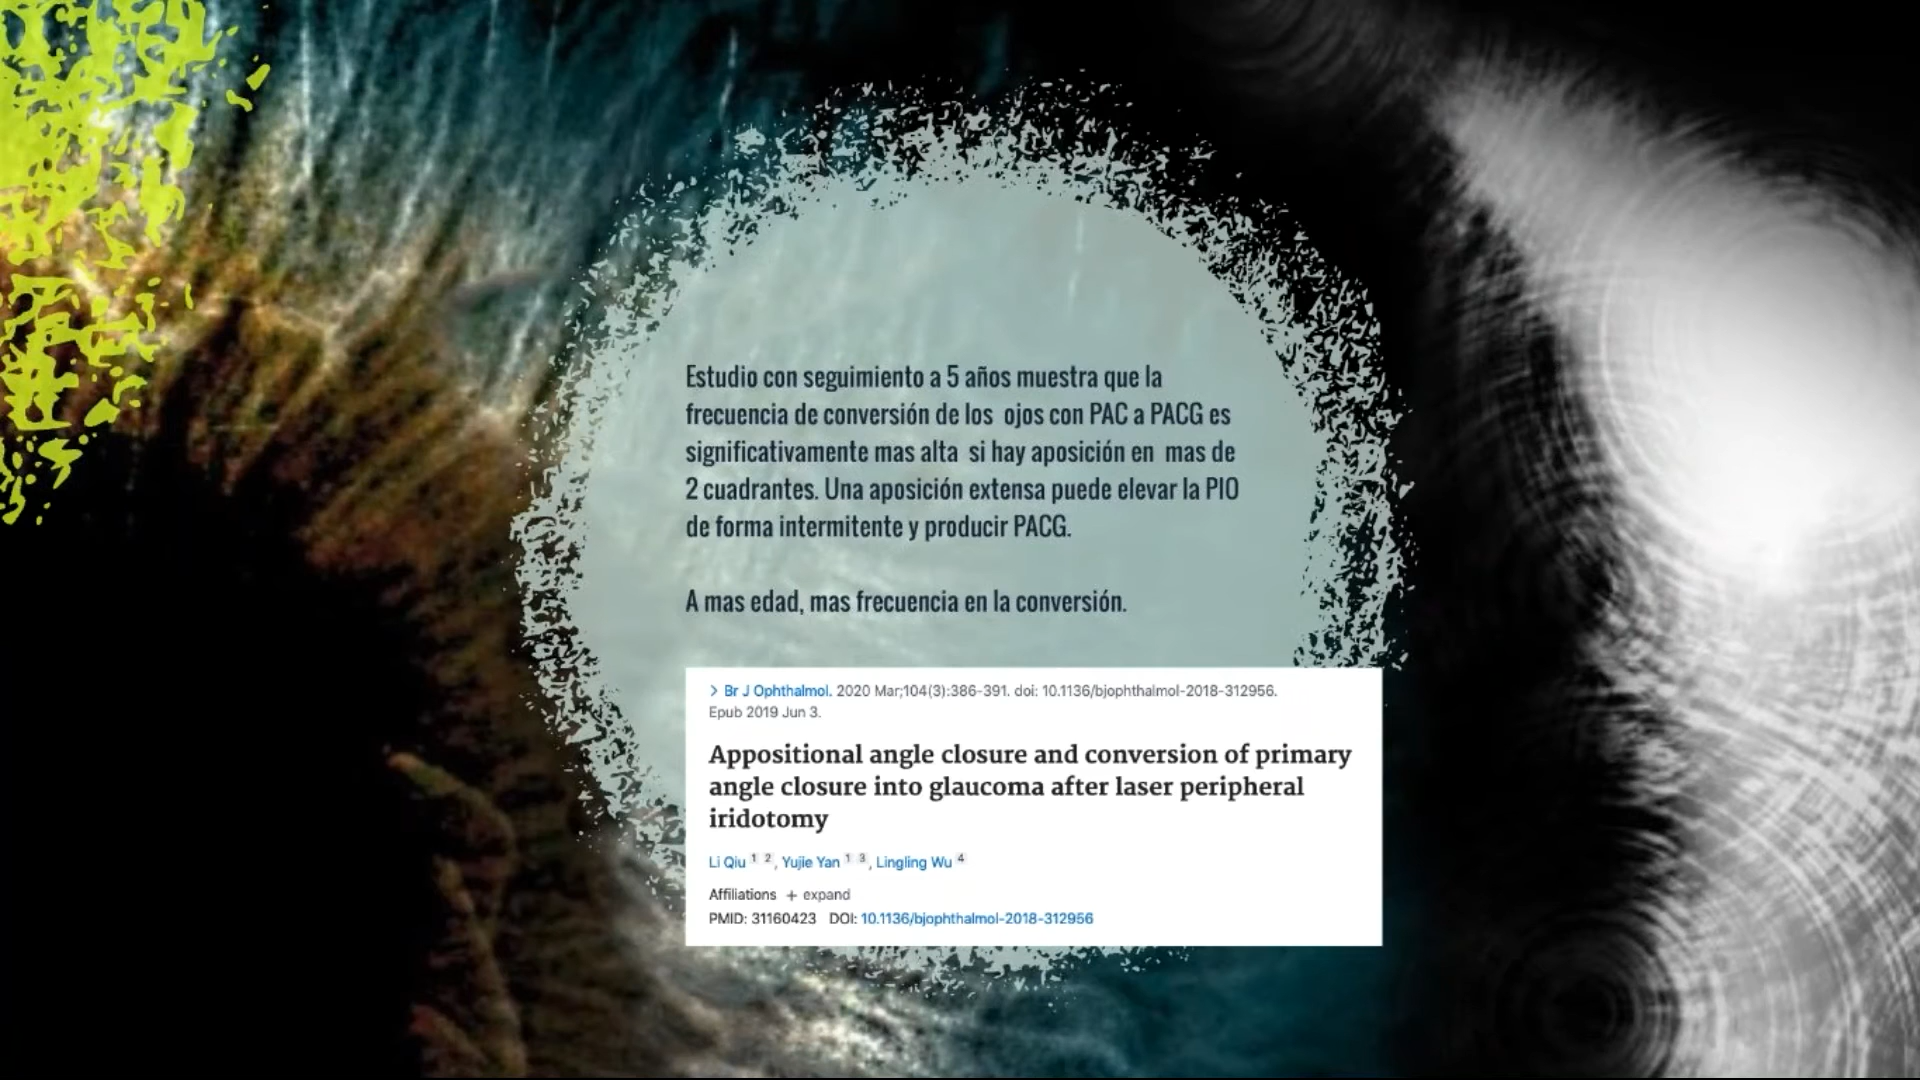 Estudio con seguimiento a 5 años muestra que la
frecuencia de conversión de los ojos con PAC a PACG es
significativamente mas alta si hay aposición en mas de
2 cuadrantes. Una aposición extensa puede elevar la PIO
de forma intermitente y producir PACG.
A mas edad, mas frecuencia en la conversión.
> Br J Ophthalmol. 2020 Mar;104(3):386-391. doi: 10.1136/bjophthalmol-2018-312956.
Epub 2019 Jun 3.
Appositional angle closure and conversion of primary
angle closure into glaucoma after laser peripheral
iridotomy
Li Qiu 1 2, Yujie Yan 1 3, Lingling Wu 4
Affiliations + expand
PMID: 31160423 DOI: 10.1136/bjophthalmol-2018-312956